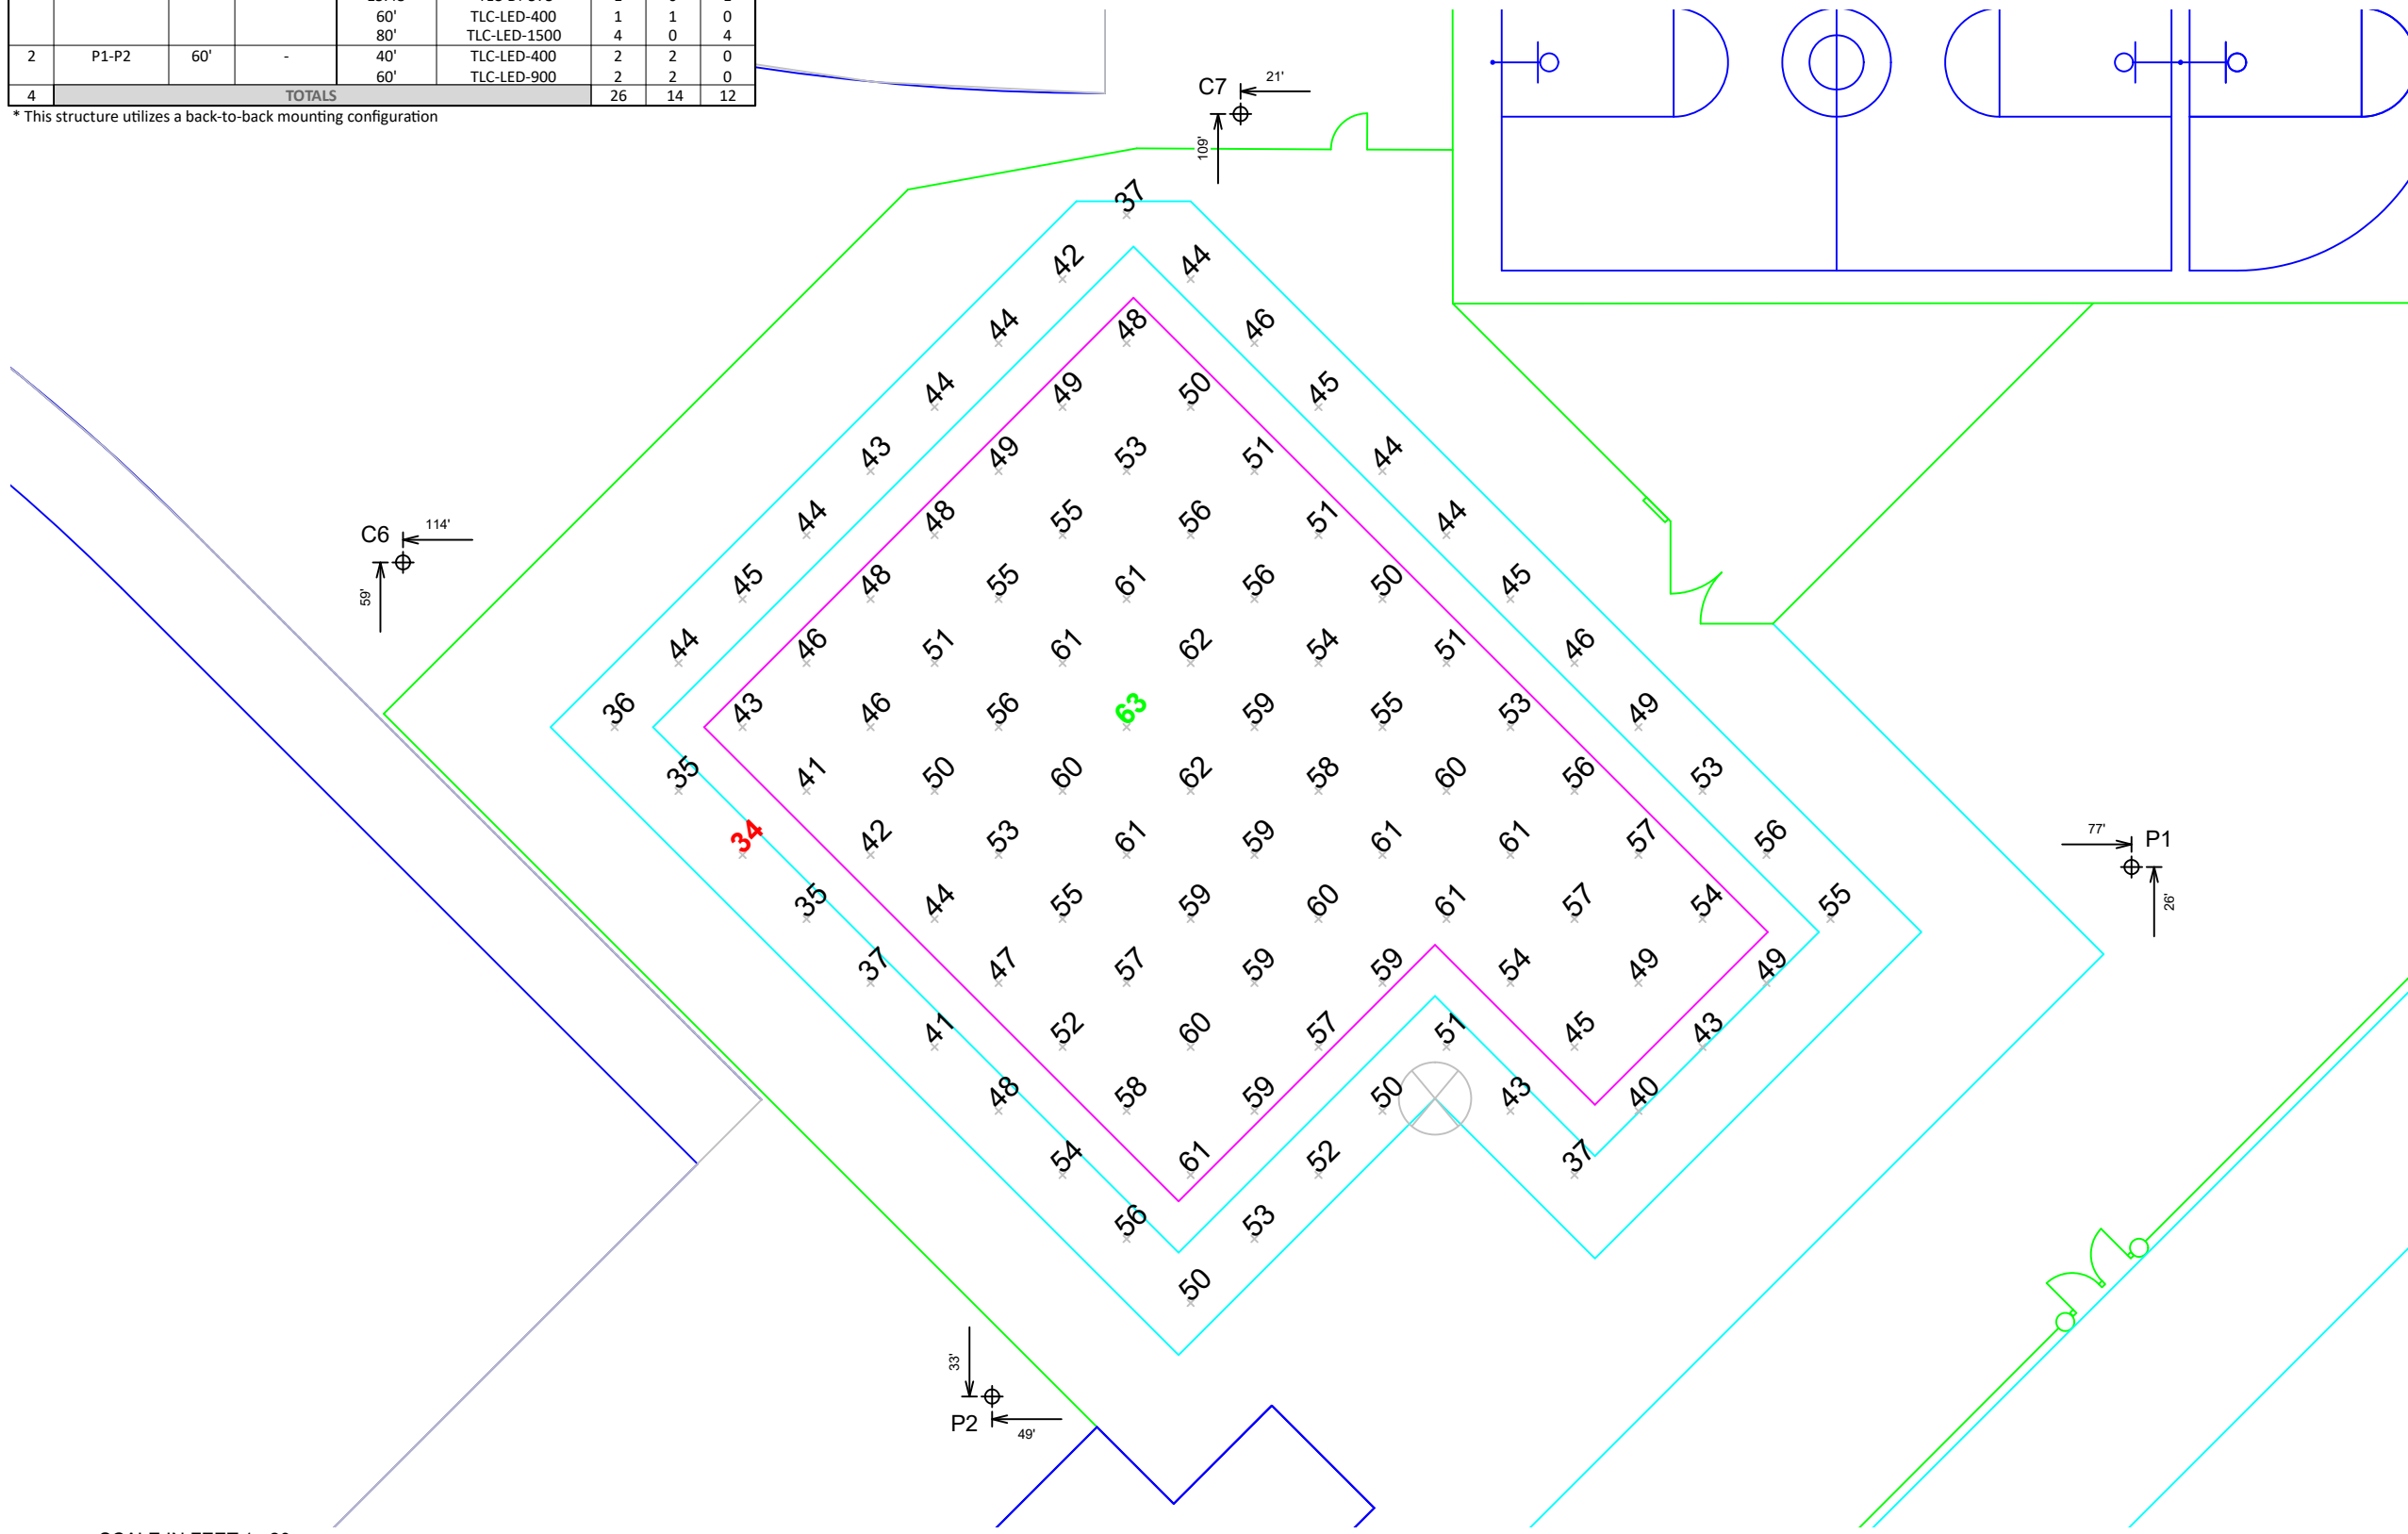 60' TLC-LED-400 1 1 0
80' TLC-LED-1500 4 0 4
2 P1-P2 60' - 40' TLC-LED-400 2 2 0
60' TLC-LED-900 2 2 0
4 TOTALS 26 14 12
* This structure utilizes a back-to-back mounting configuration
C7 21'
109'
37
42 44
44 48 46
44 49 50 45
43 49 53 51 44
44 48 55 56 51 44
C6 114'
59'
45 48 55 61 56 50 45
44 46 51 61 62 54 51 46
36 43 46 56 63 59 55 53 49
35 41 50 60 62 58 60 56 53
34 42 53 61 59 61 61 57 56
77' P1
26'
35 44 55 59 60 61 57 54 55
37 47 57 59 59 54 49 49
41 52 60 57 51 45 43
48 58 59 50 43 40
54 61 52 37
56 53
50
33'
P2 49'